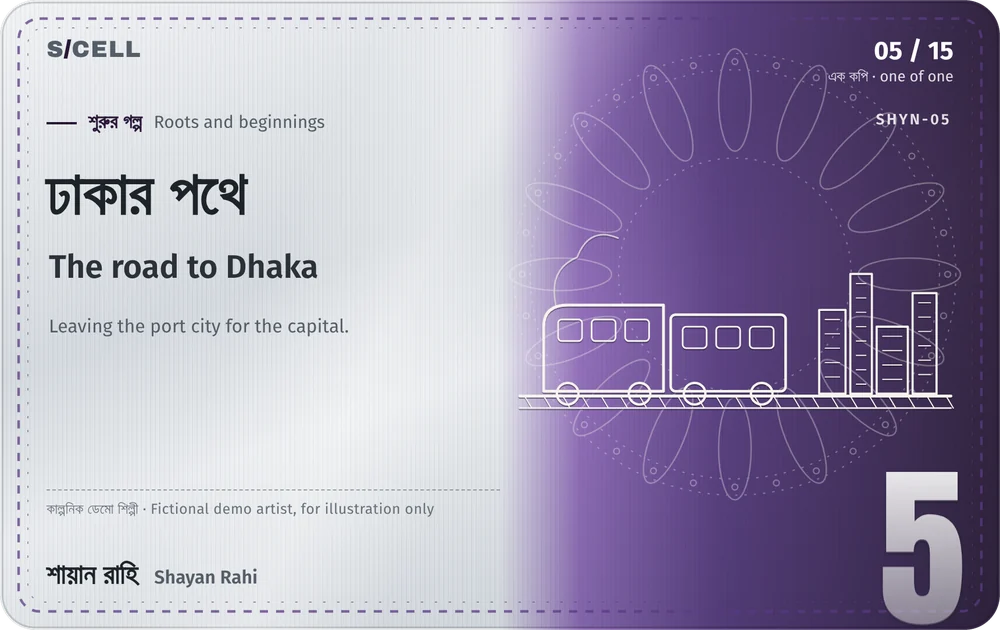 S/CELL
05 / 15
এক কপি · one of one
SHYN-05
শুরুর গল্প Roots and beginnings
ঢাকার পথে
The road to Dhaka
Leaving the port city for the capital.
কাল্পনিক ডেমো শিল্পী · Fictional demo artist, for illustration only
শায়ান রাহি Shayan Rahi
5